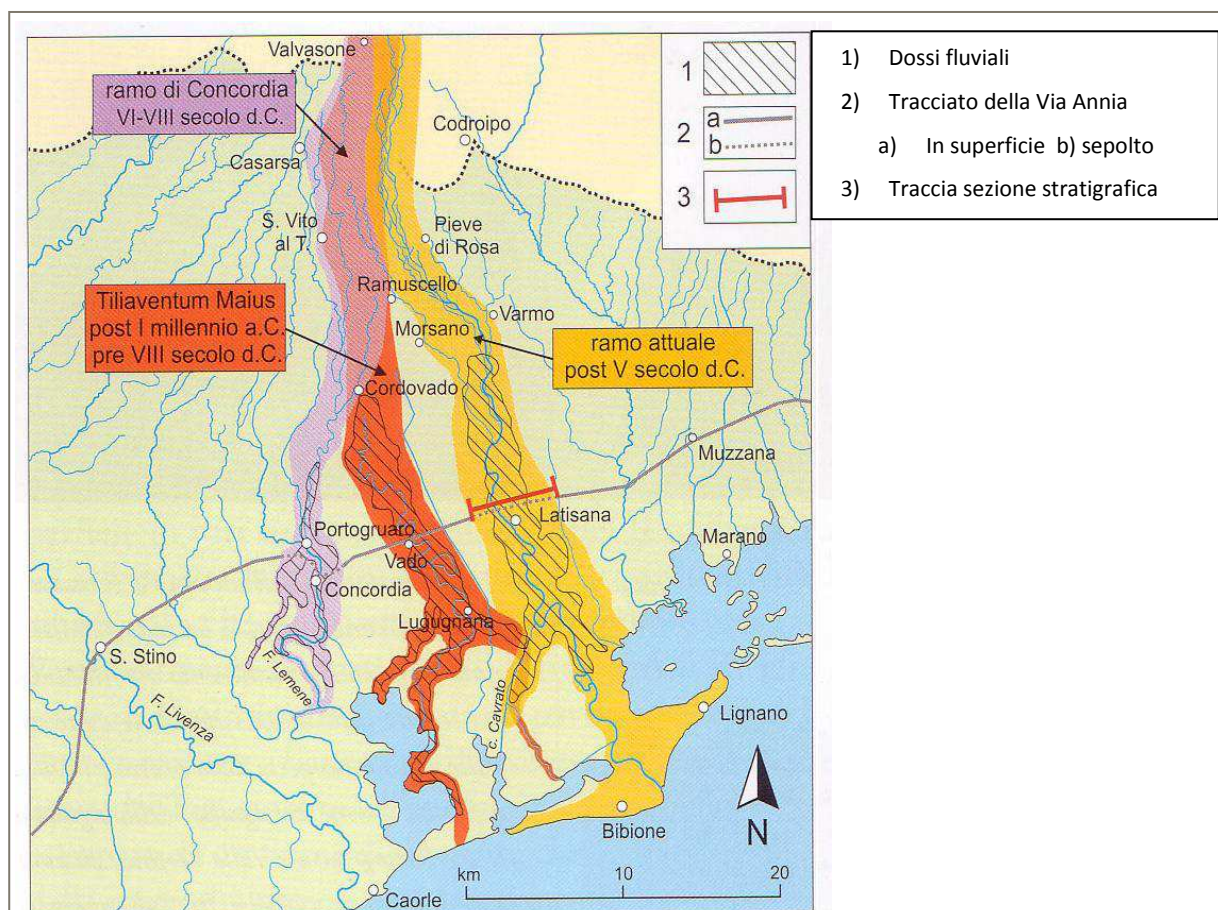 Valvasone
ramo di Concordia
VI-VIII secolo d.C.
Codroipo
Casarsa
S. Vito
al T.
Pieve
di Rosa
Ramuscello
Tiliaventum Maius
post I millennio a.C.
pre VIII secolo d.C.
Morsano
Varmo
ramo attuale
post V secolo d.C.
Cordovado
Muzzana
Portogruaro
Latisana
Vado
Marano
Concordia
Lugugnana
S. Stino
F. Lemene
F. Livenza
c. Cavrato
Lignano
Bibione
N
km 10 20
Caorle
1
2 a
b
3
1) Dossi fluviali
2) Tracciato della Via Annia
a) In superficie b) sepolto
3) Traccia sezione stratigrafica